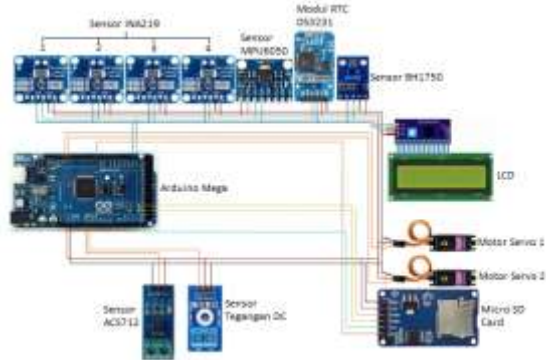 Sensor INA219
1 2 3 4
Sensor
MPU6050
Modul RTC
DS3231
Sensor BH1750
LCD
Arduino Mega
Motor Servo 1
Motor Servo 2
Sensor
ACS712
Sensor
Tegangan DC
Micro SD
Card